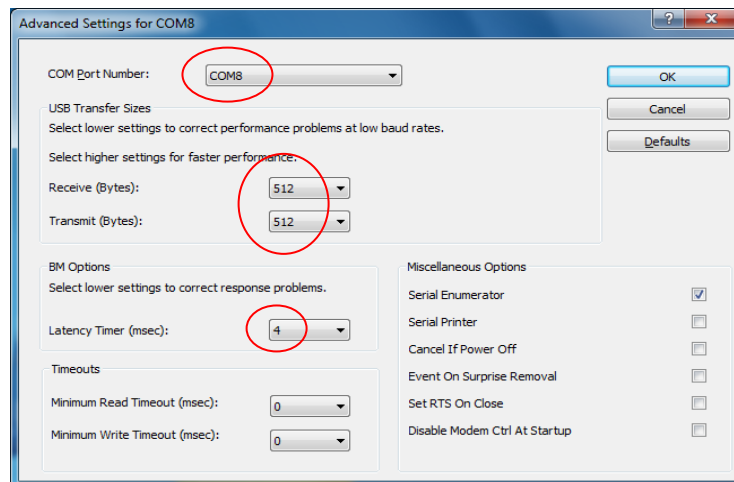 Advanced Settings for COM8
COM Port Number: COM8
OK
USB Transfer Sizes
Cancel
Select lower settings to correct performance problems at low baud rates.
Defaults
Select higher settings for faster performance.
Receive (Bytes): 512
Transmit (Bytes): 512
BM Options
Select lower settings to correct response problems.
Latency Timer (msec): 4
Timeouts
Minimum Read Timeout (msec): 0
Minimum Write Timeout (msec): 0
Miscellaneous Options
Serial Enumerator
Serial Printer
Cancel If Power Off
Event On Surprise Removal
Set RTS On Close
Disable Modem Ctrl At Startup